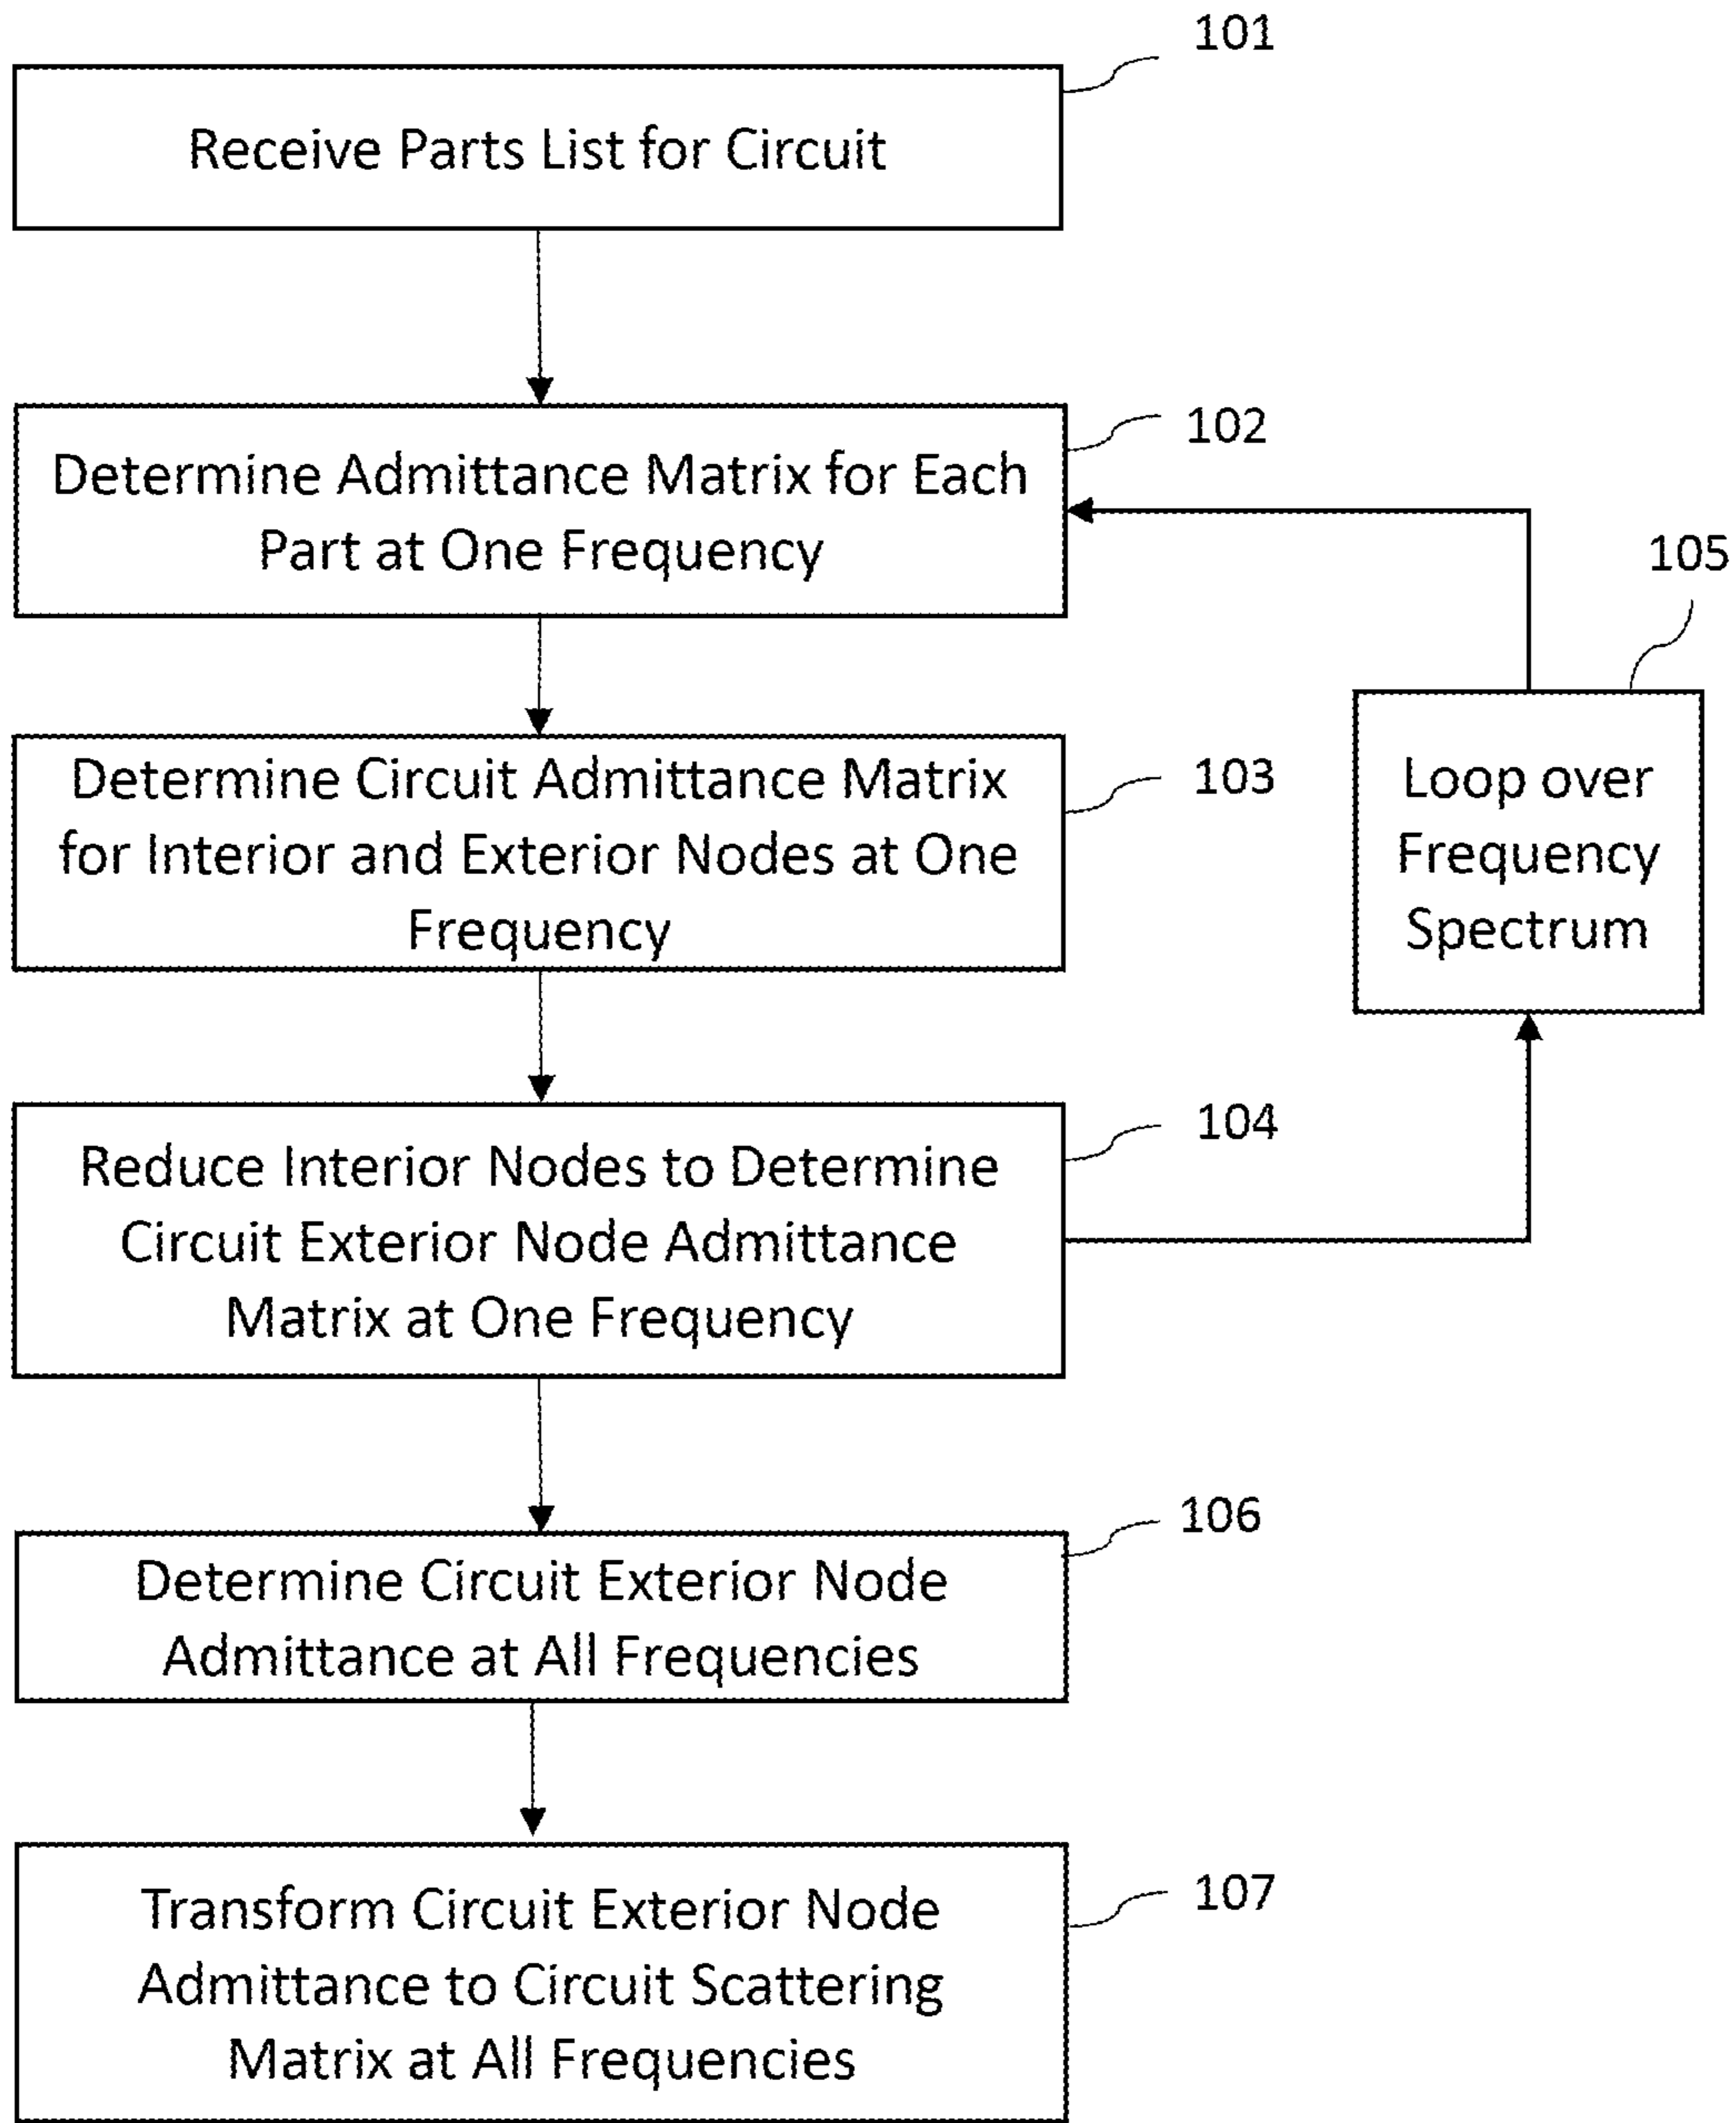 101
Receive Parts List for Circuit
102
Determine Admittance Matrix for Each
Part at One Frequency
105
Loop over
Frequency
Spectrum
103
Determine Circuit Admittance Matrix
for Interior and Exterior Nodes at One
Frequency
104
Reduce Interior Nodes to Determine
Circuit Exterior Node Admittance
Matrix at One Frequency
106
Determine Circuit Exterior Node
Admittance at All Frequencies
107
Transform Circuit Exterior Node
Admittance to Circuit Scattering
Matrix at All Frequencies